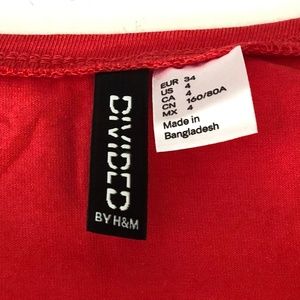 DIVIDED
BY H&M
EUR 34
US 4
CA 4
CN 160/80A
MX 4
Made in
Bangladesh